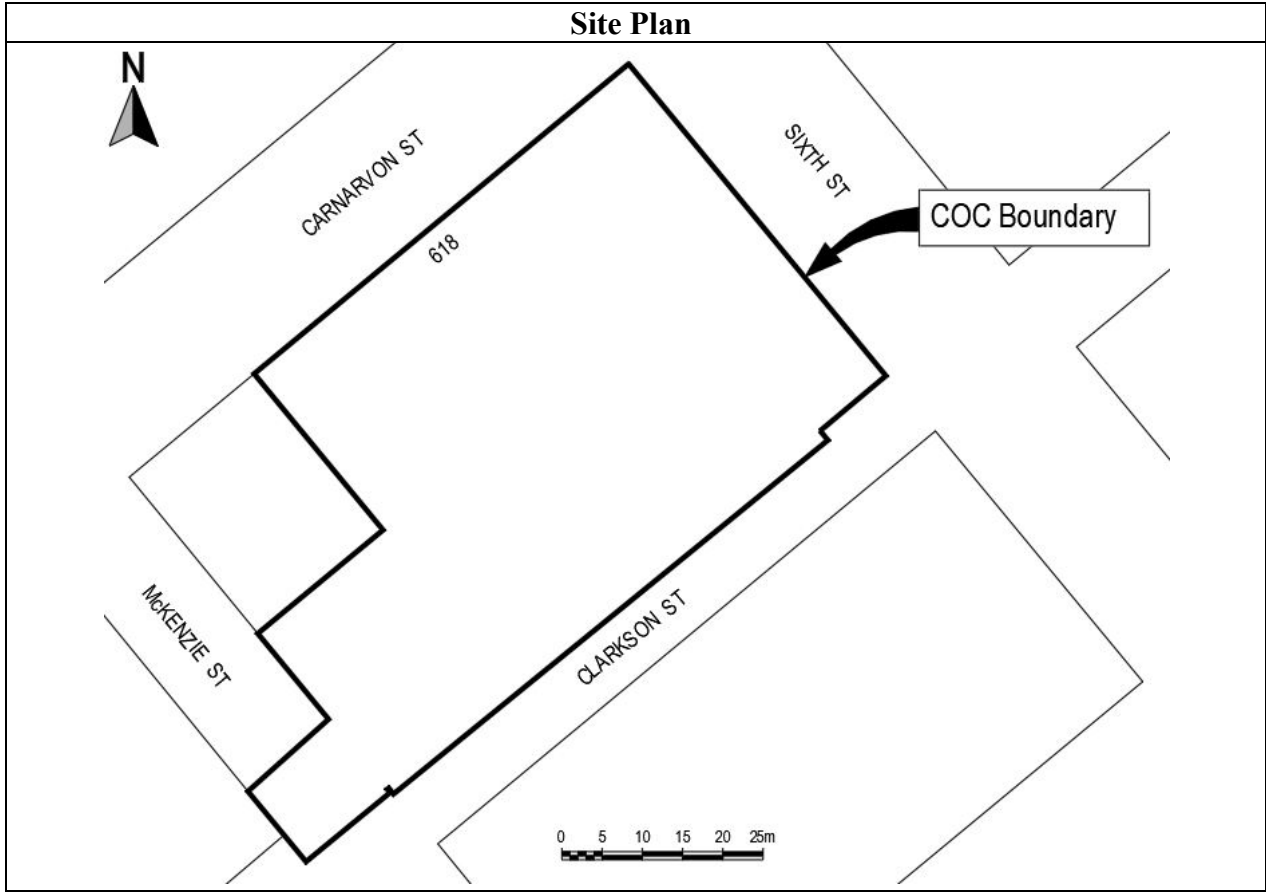 Site Plan
N
CARNARVON ST
618
SIXTH ST
COC Boundary
McKENZIE ST
CLARKSON ST
0 5 10 15 20 25m